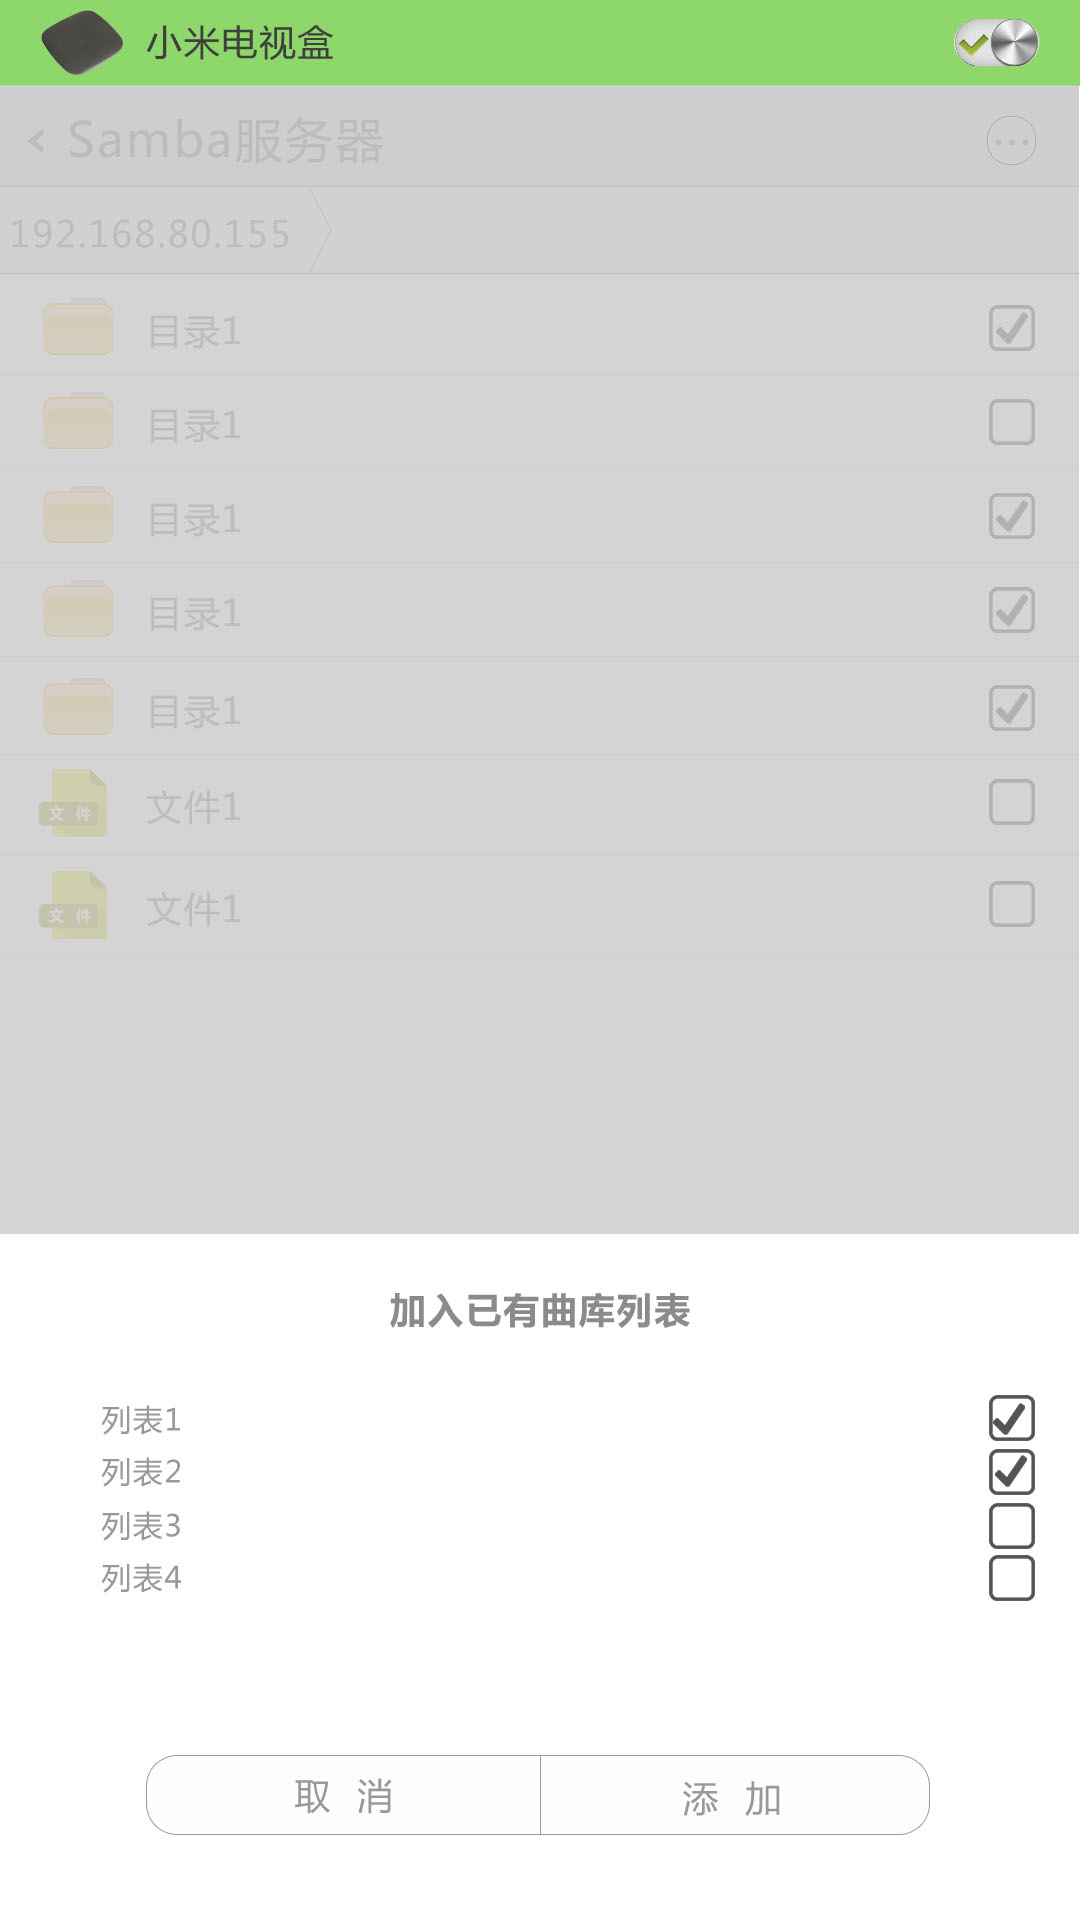 小米电视盒
Samba服务器
192.168.80.155
目录1
目录1
目录1
目录1
目录1
文件 文件1
文件 文件1
加入已有曲库列表
列表1
列表2
列表3
列表4
取消 添加